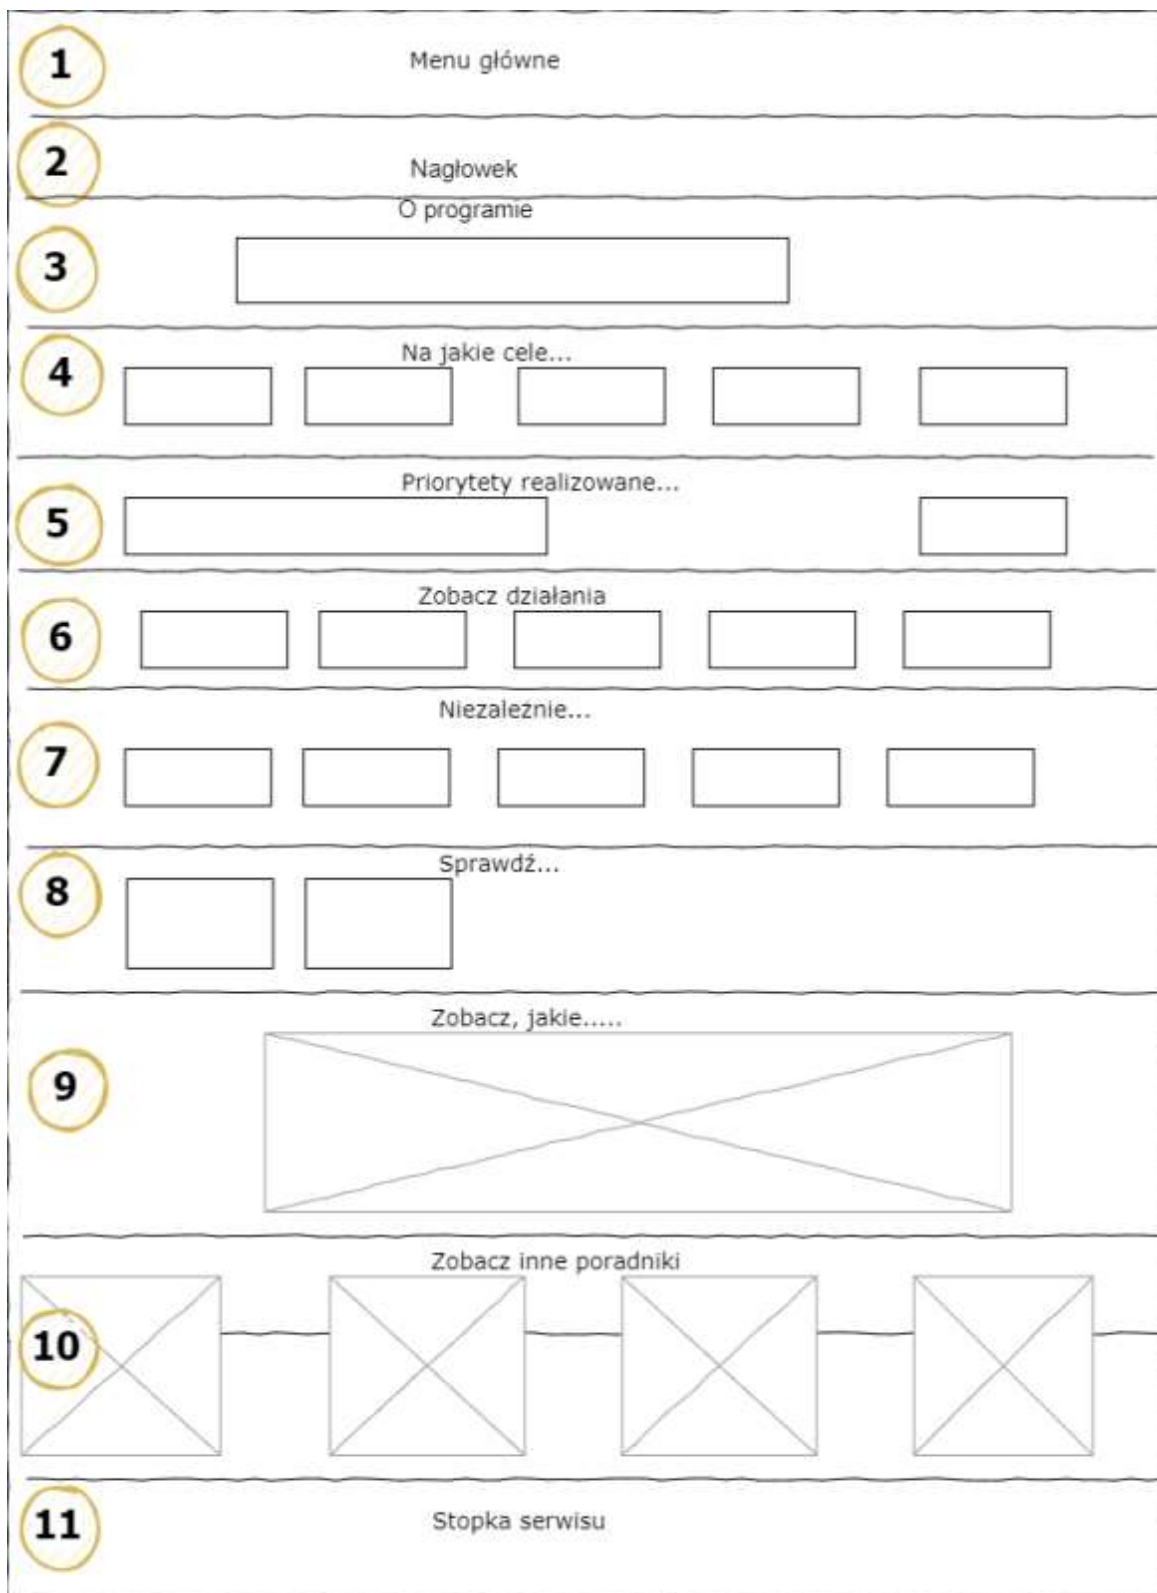 1
Menu główne
2
Nagłowek
O programie
3
4
Na jakie cele...
Priorytety realizowane...
5
Zobacz działania
6
Niezależnie...
7
Sprawdź...
8
Zobacz, jakie.....
9
Zobacz inne poradniki
10
11
Stopka serwisu